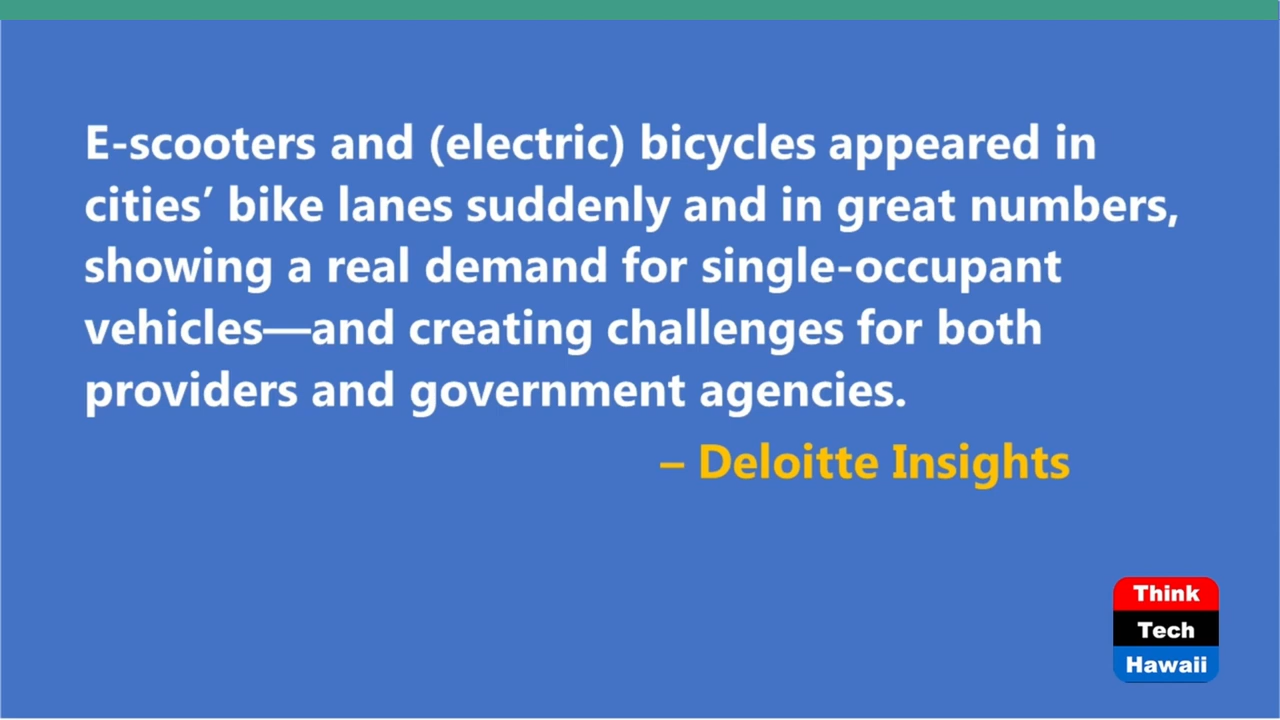 E-scooters and (electric) bicycles appeared in
cities’ bike lanes suddenly and in great numbers,
showing a real demand for single-occupant
vehicles—and creating challenges for both
providers and government agencies.
– Deloitte Insights
Think
Tech
Hawaii